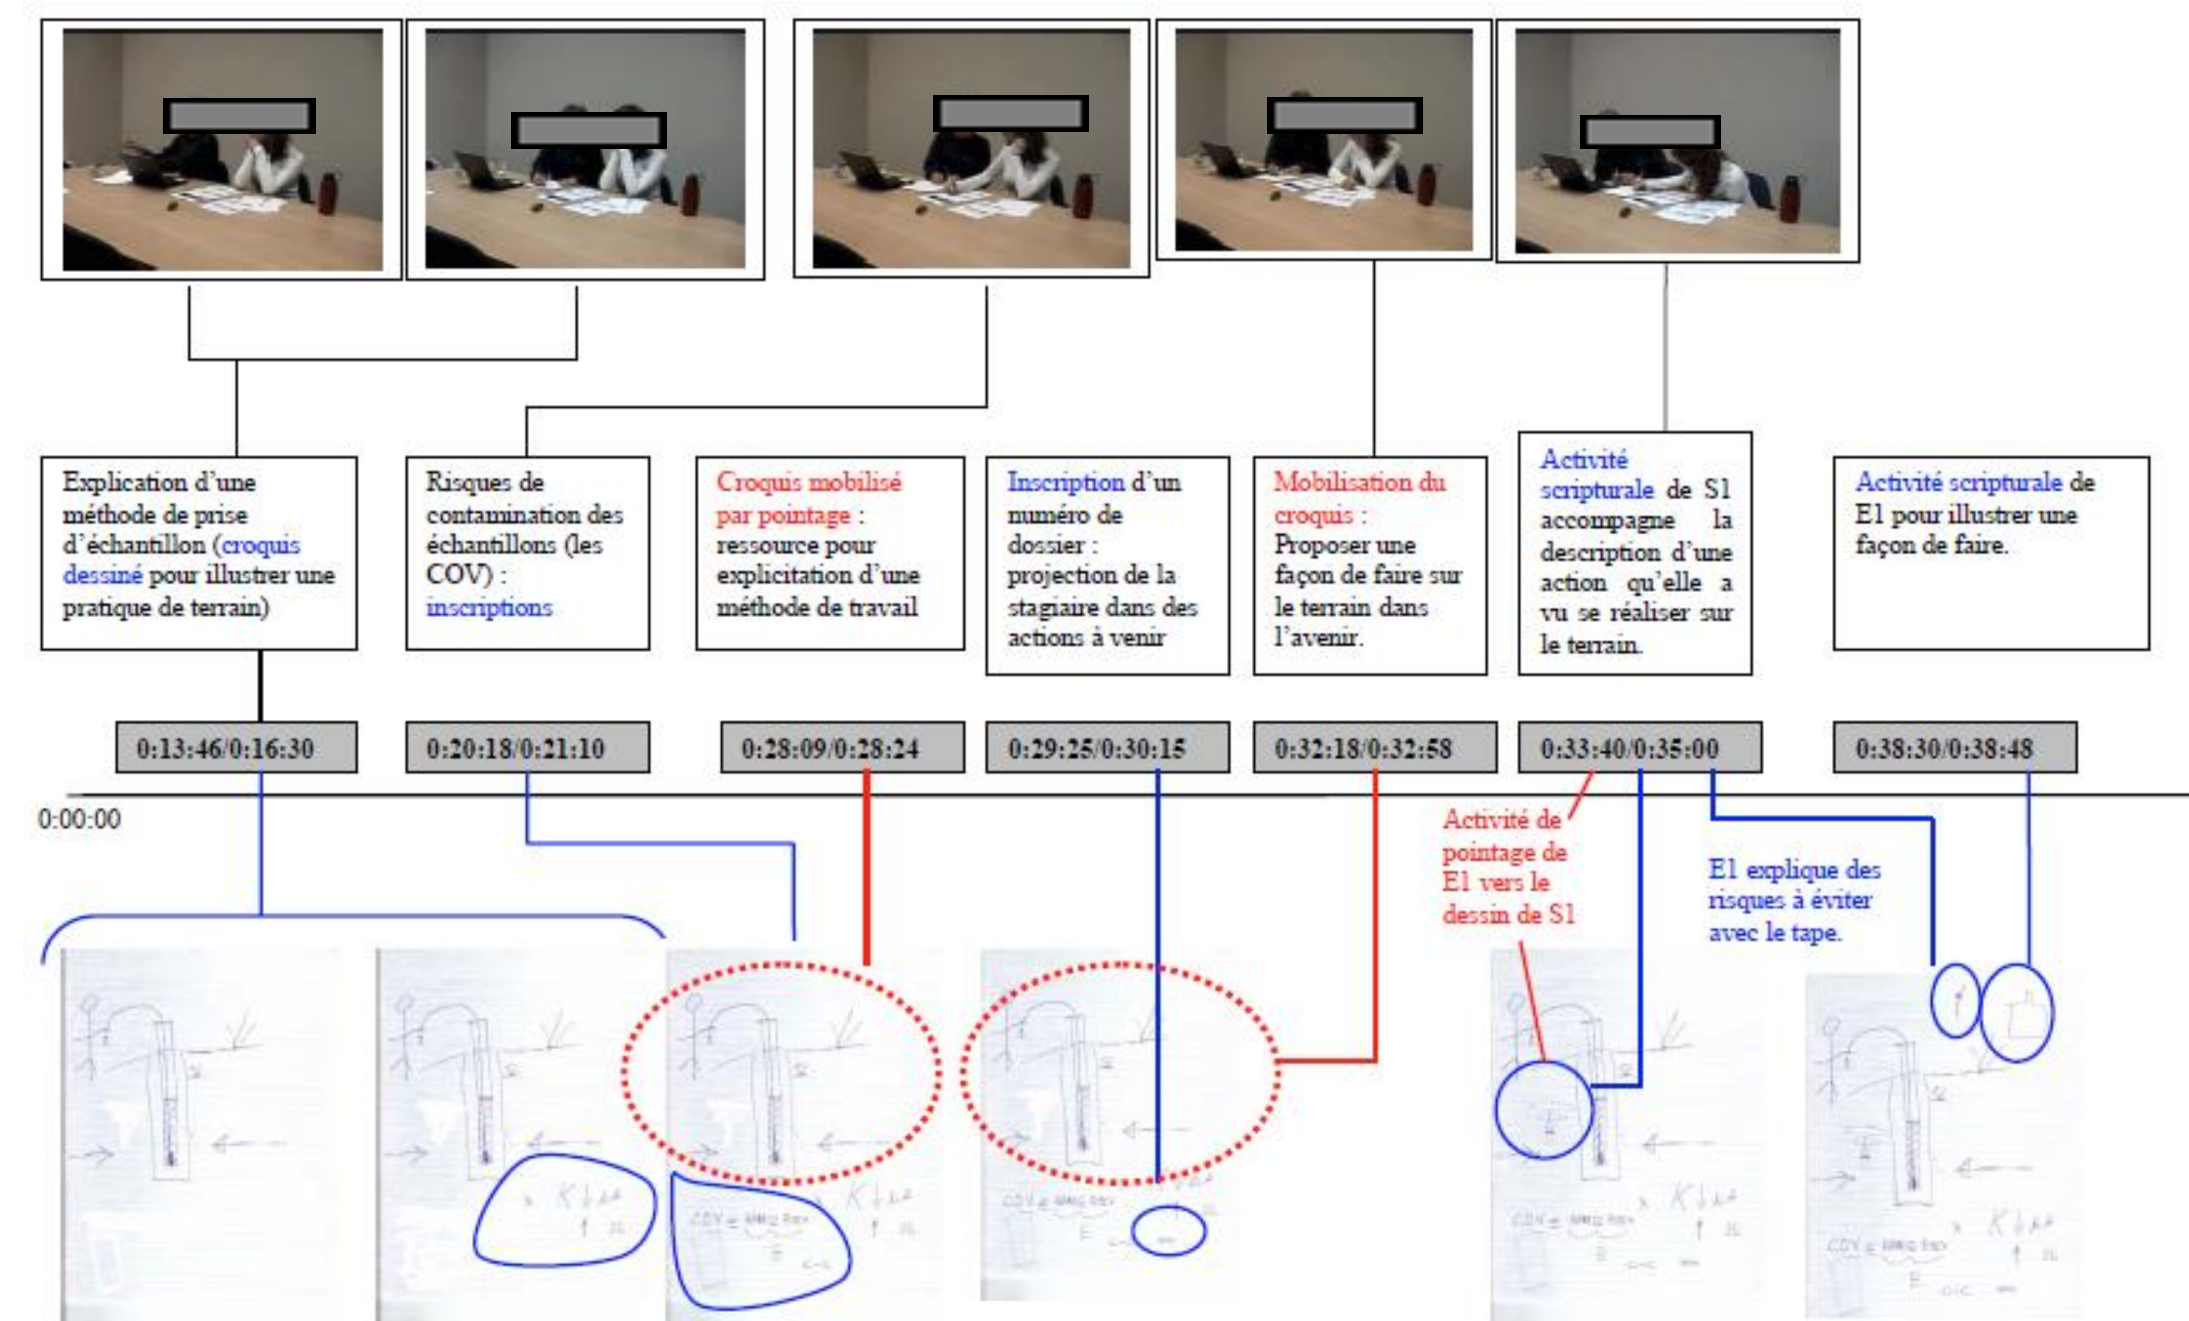 Explication d’une
méthode de prise
d’échantillon (croquis
dessiné pour illustrer une
pratique de terrain)
Risques de
contamination des
échantillons (les
COV) :
inscriptions
Croquis mobilisé
par pointage :
ressource pour
explicitation d’une
méthode de travail
Inscription d’un
numéro de
dossier :
projection de la
stagiaire dans des
actions à venir
Mobilisation du
croquis :
Proposer une
façon de faire sur
le terrain dans
l’avenir.
Activité
scripturale de S1
accompagne la
description d’une
action qu’elle a
vu se réaliser sur
le terrain.
Activité scripturale de
E1 pour illustrer une
façon de faire.
0:13:46/0:16:30
0:20:18/0:21:10
0:28:09/0:28:24
0:29:25/0:30:15
0:32:18/0:32:58
0:33:40/0:35:00
0:38:30/0:38:48
0:00:00
Activité de
pointage de
E1 vers le
dessin de S1
E1 explique des
risques à éviter
avec le tape.